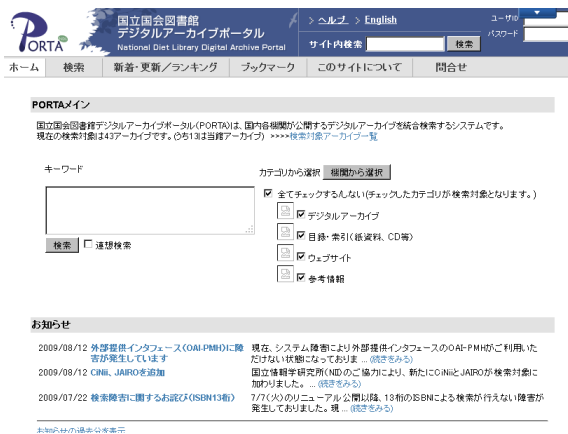 PORTA
国立国会図書館
デジタルアーカイブポータル
National Diet Library Digital Archive Portal
> ヘルプ > English
サイト内検索 検索
ユーザID
パスワード
ホーム 検索 新着・更新／ランキング ブックマーク このサイトについて 問合せ
PORTAメイン
国立国会図書館デジタルアーカイブポータル(PORTA)は、国内各機関が公開するデジタルアーカイブを統合検索するシステムです。
現在の検索対象は43アーカイブです。(うち13は当館アーカイブ) >>>>検索対象アーカイブ一覧
キーワード
カテゴリから選択 機関から選択
全てチェックする/しない(チェックしたカテゴリが検索対象となります。)
デジタルアーカイブ
目録・索引(紙資料、CD等)
ウェブサイト
参考情報
検索 連想検索
お知らせ
2009/08/12 外部提供インタフェース(OAI-PMH)に障害が発生しています
現在、システム障害により外部提供インタフェースのOAI-PMHがご利用いた
だけない状態になっておりま ... (続きをみる)
2009/08/12 CiNii、JAIROを追加
国立情報学研究所(NII)のご協力により、新たにCiNiiとJAIROが検索対象に
加わりました。 ... (続きをみる)
2009/07/22 検索障害に関するお詫び(ISBN13桁)
7/7(火)のリニューアル公開以降、13桁のISBNによる検索が行えない障害が
発生しておりました。現 ... (続きをみる)
お知らせの過去分を表示